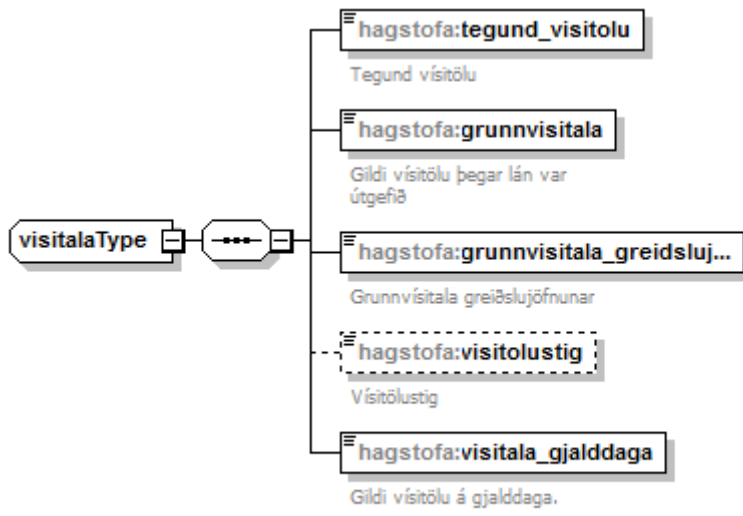 hagstofa:tegund_visitolu
Tegund vísitölu
hagstofa:grunnvisitala
Gildi vísitölu þegar lán var
útgefið
visitalaType
hagstofa:grunnvisitala_greidsluj...
Grunnvísitala greiðslujöfnunar
hagstofa:visitolustig
Vísitölustig
hagstofa:visitala_gjalddaga
Gildi vísitölu á gjalddaga.